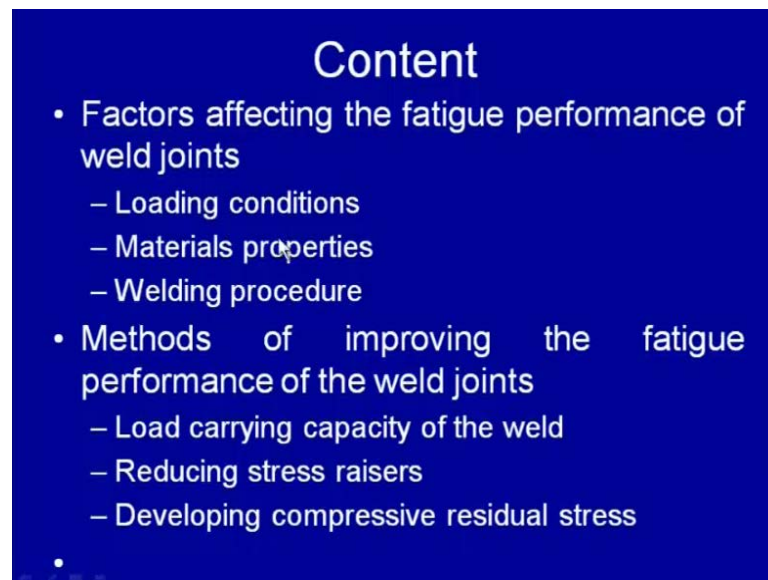 Content
• Factors affecting the fatigue performance of
weld joints
– Loading conditions
– Materials properties
– Welding procedure
• Methods of improving the fatigue
performance of the weld joints
– Load carrying capacity of the weld
– Reducing stress raisers
– Developing compressive residual stress
•